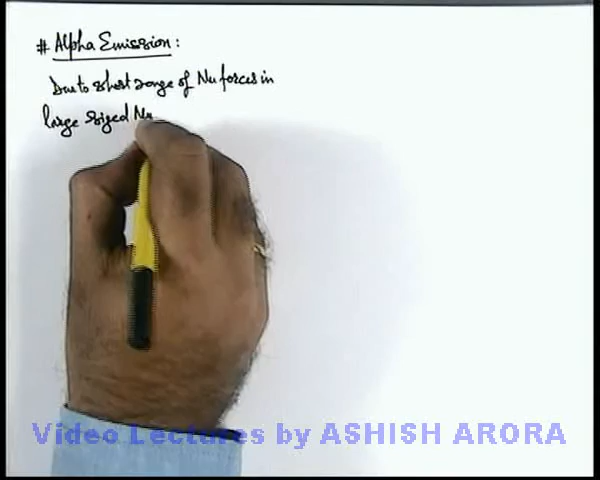 # Alpha Emission :
Due to short range of Nu forces in
large sized Nu
Video Lectures by ASHISH ARORA